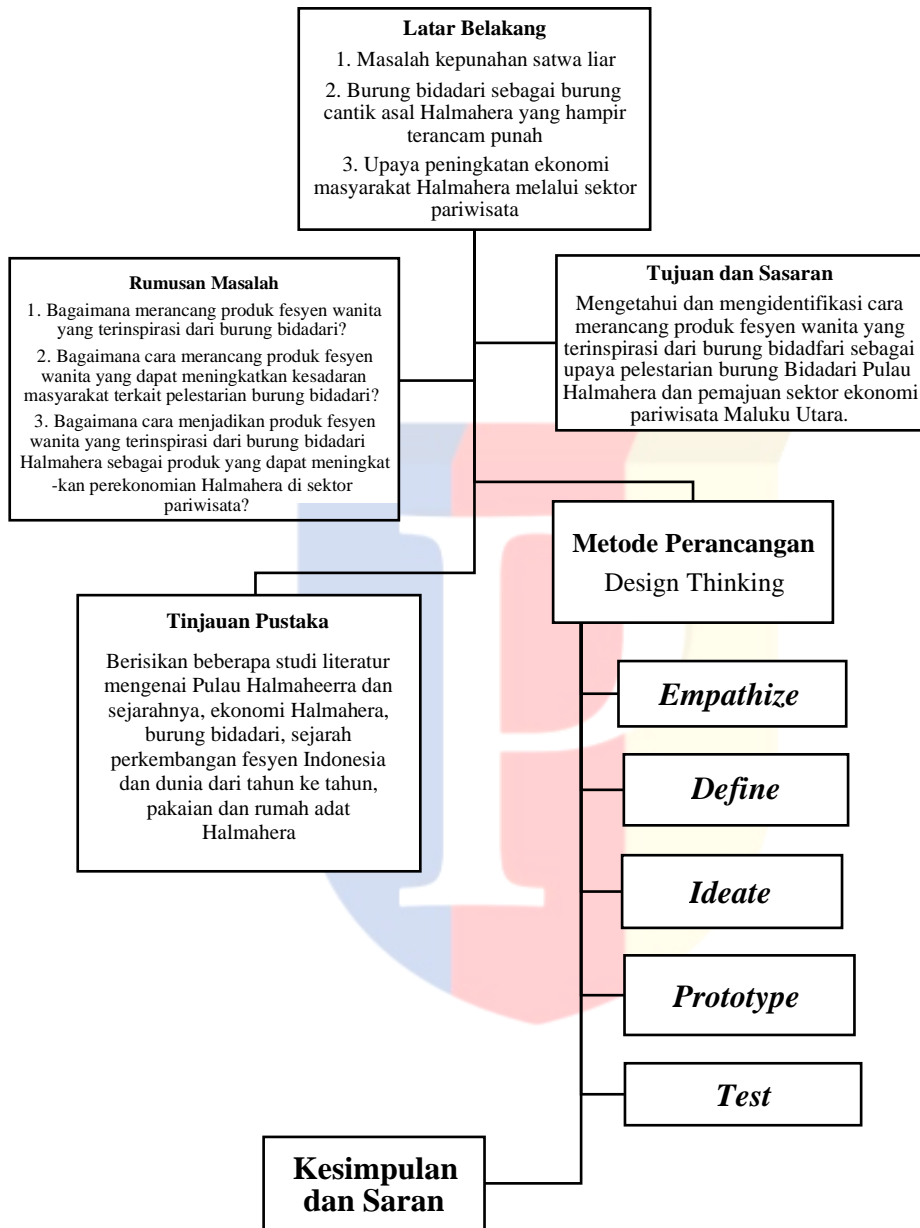 Latar Belakang
1. Masalah kepunahan satwa liar
2. Burung bidadari sebagai burung
cantik asal Halmahera yang hampir
terancam punah
3. Upaya peningkatan ekonomi
masyarakat Halmahera melalui sektor
pariwisata
Rumusan Masalah
1. Bagaimana merancang produk fesyen wanita
yang terinspirasi dari burung bidadari?
2. Bagaimana cara merancang produk fesyen
wanita yang dapat meningkatkan kesadaran
masyarakat terkait pelestarian burung bidadari?
3. Bagaimana cara menjadikan produk fesyen
wanita yang terinspirasi dari burung bidadari
Halmahera sebagai produk yang dapat meningkat
-kan perekonomian Halmahera di sektor
pariwisata?
Tujuan dan Sasaran
Mengetahui dan mengidentifikasi cara
merancang produk fesyen wanita yang
terinspirasi dari burung bidadfari sebagai
upaya pelestarian burung Bidadari Pulau
Halmahera dan pemajuan sektor ekonomi
pariwisata Maluku Utara.
Tinjauan Pustaka
Berisikan beberapa studi literatur
mengenai Pulau Halmaheerra dan
sejarahnya, ekonomi Halmahera,
burung bidadari, sejarah
perkembangan fesyen Indonesia
dan dunia dari tahun ke tahun,
pakaian dan rumah adat
Halmahera
Metode Perancangan
Design Thinking
Empathize
Define
Ideate
Prototype
Test
Kesimpulan
dan Saran